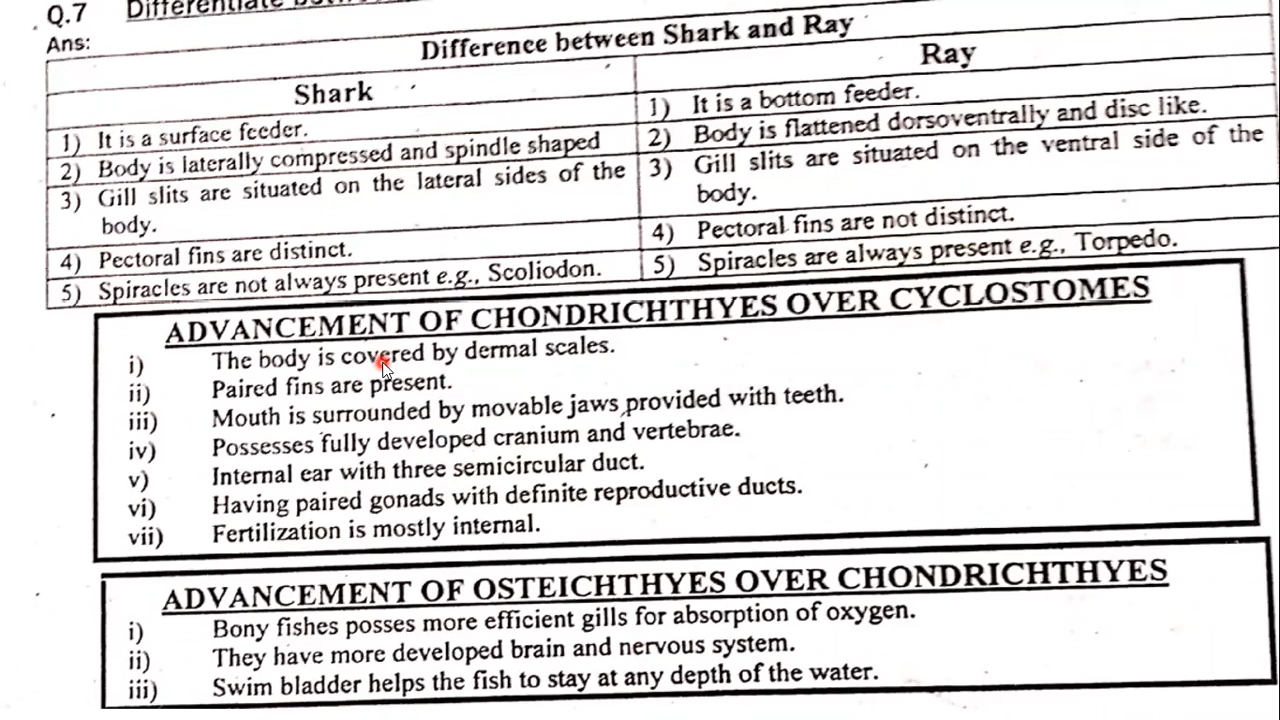 Q.7 Differentiate
Ans:
Difference between Shark and Ray
Shark
Ray
1) It is a surface feeder.
1) It is a bottom feeder.
2) Body is laterally compressed and spindle shaped
2) Body is flattened dorsoventrally and disc like.
3) Gill slits are situated on the lateral sides of the
body.
3) Gill slits are situated on the ventral side of the
body.
4) Pectoral fins are distinct.
4) Pectoral fins are not distinct.
5) Spiracles are not always present e.g., Scoliodon.
5) Spiracles are always present e.g., Torpedo.
ADVANCEMENT OF CHONDRICHTHYES OVER CYCLOSTOMES
i) The body is covered by dermal scales.
ii) Paired fins are present.
iii) Mouth is surrounded by movable jaws provided with teeth.
iv) Possesses fully developed cranium and vertebrae.
v) Internal ear with three semicircular duct.
vi) Having paired gonads with definite reproductive ducts.
vii) Fertilization is mostly internal.
ADVANCEMENT OF OSTEICHTHYES OVER CHONDRICHTHYES
i) Bony fishes posses more efficient gills for absorption of oxygen.
ii) They have more developed brain and nervous system.
iii) Swim bladder helps the fish to stay at any depth of the water.